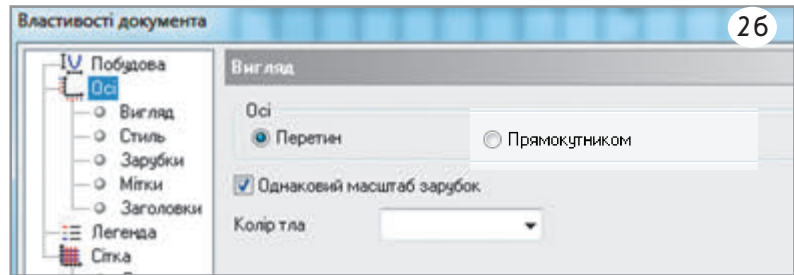 Властивості документа
26
Побудова
Осі
Вигляд
Стиль
Зарубки
Мітки
Заголовки
Легенда
Сітка
Вигляд
Осі
Перетин
Прямокутником
Однаковий масштаб зарубок
Колір тла